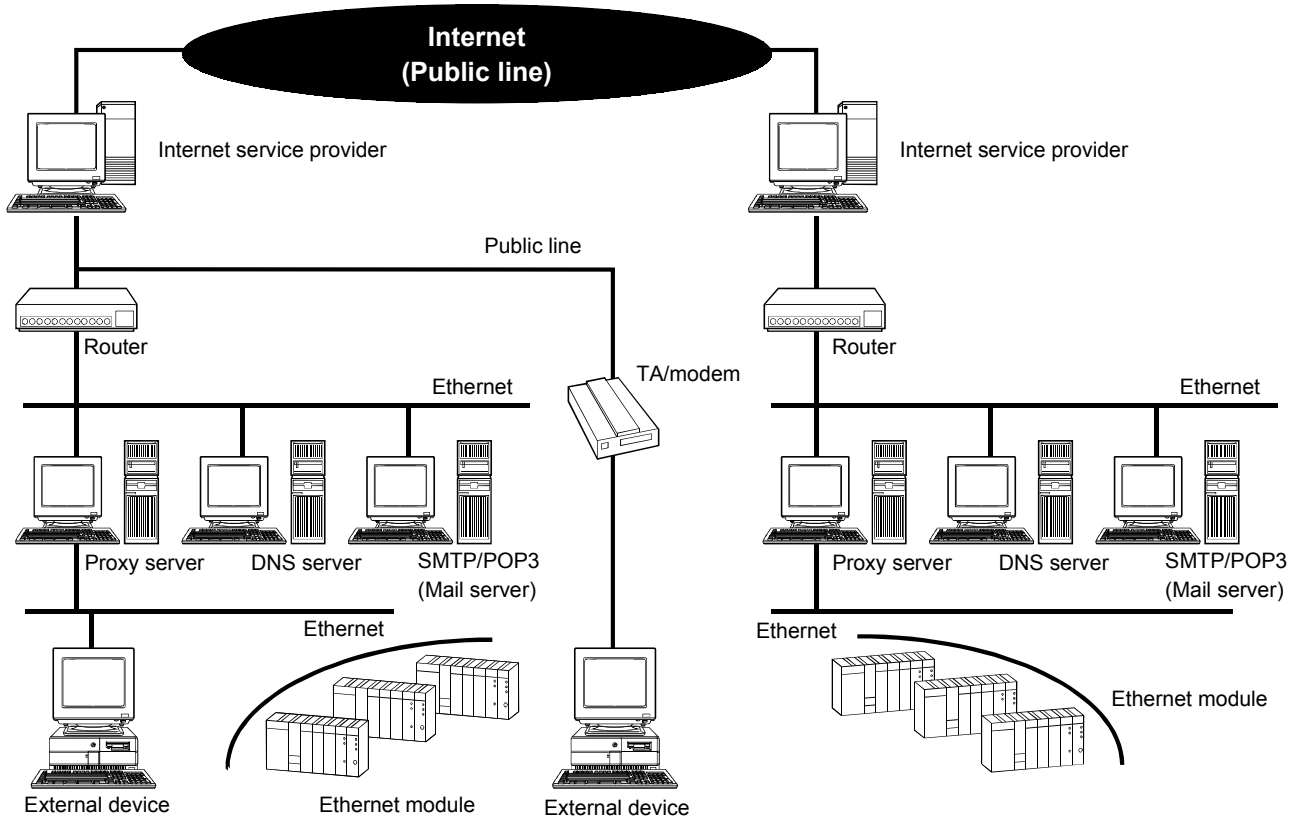 Internet
(Public line)
Internet service provider
Internet service provider
Public line
Router
Router
TA/modem
Ethernet
Ethernet
Proxy server
DNS server
SMTP/POP3
(Mail server)
Proxy server
DNS server
SMTP/POP3
(Mail server)
Ethernet
Ethernet
Ethernet module
External device
Ethernet module
External device